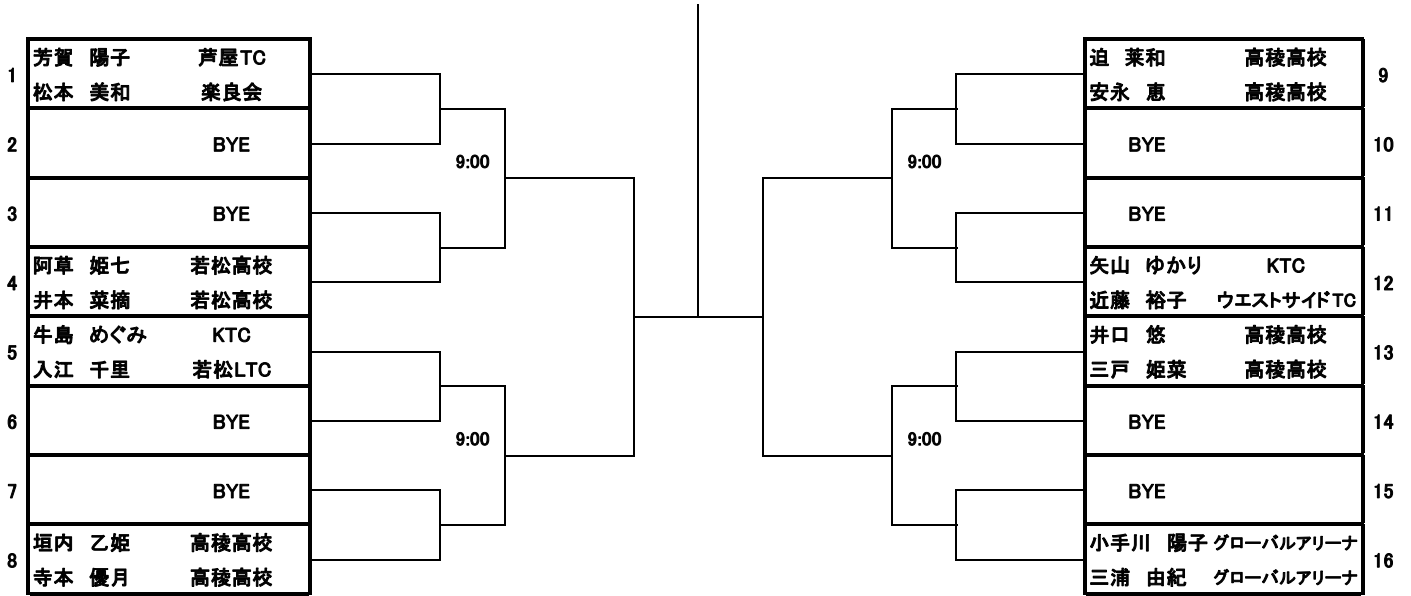 1
芳賀 陽子 芦屋TC
松本 美和 楽良会
2
BYE
3
BYE
4
阿草 姫七 若松高校
井本 菜摘 若松高校
5
牛島 めぐみ KTC
入江 千里 若松LTC
6
BYE
7
BYE
8
垣内 乙姫 高稜高校
寺本 優月 高稜高校
9:00
9:00
9:00
9:00
迫 莱和 高稜高校
安永 恵 高稜高校
9
BYE
10
BYE
11
矢山 ゆかり KTC
近藤 裕子 ウエストサイドTC
12
井口 悠 高稜高校
三戸 姫菜 高稜高校
13
BYE
14
BYE
15
小手川 陽子 グローバルアリーナ
三浦 由紀 グローバルアリーナ
16